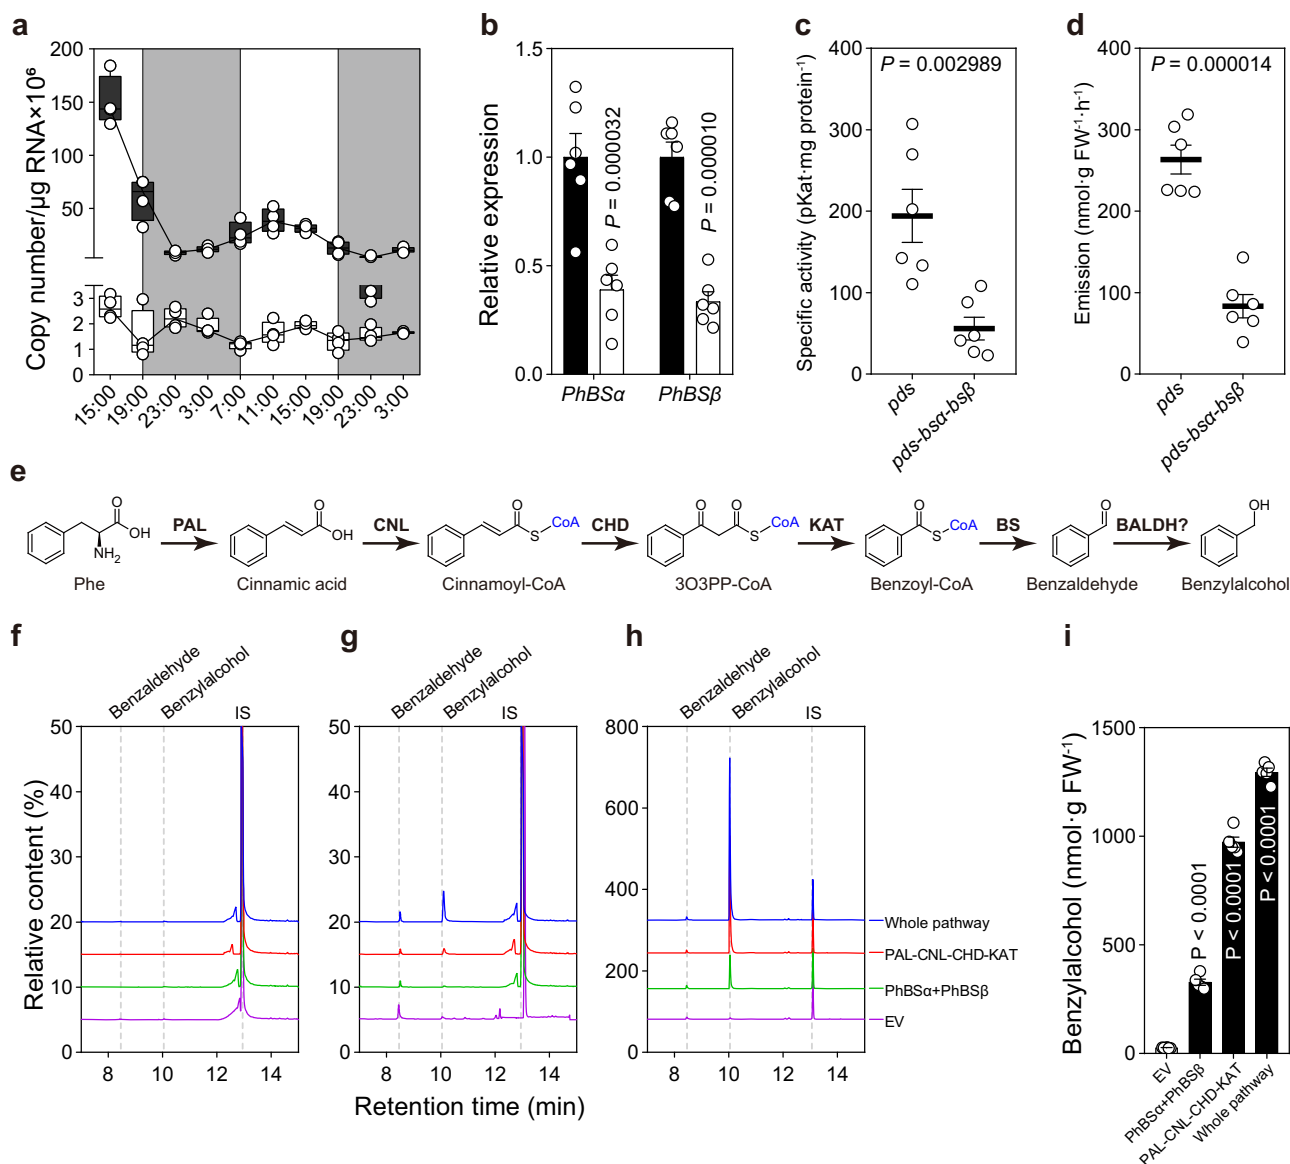 a
Copy number/µg RNA×10⁶
200
150
100
50
3
2
1
0
15:00
19:00
23:00
3:00
7:00
11:00
15:00
19:00
23:00
3:00
b
Relative expression
1.5
1.0
0.5
0.0
P = 0.000032
P = 0.000010
PhBSα
PhBSβ
c
Specific activity (pKat·mg protein⁻¹)
400
300
200
100
0
P = 0.002989
pds
pds-bsα-bsβ
d
Emission (nmol·g FW⁻¹·h⁻¹)
400
300
200
100
0
P = 0.000014
pds
pds-bsα-bsβ
e
O
OH
NH₂
Phe
PAL
O
OH
Cinnamic acid
CNL
O
S
CoA
Cinnamoyl-CoA
CHD
O
O
S
CoA
3O3PP-CoA
KAT
O
S
CoA
Benzoyl-CoA
BS
O
Benzaldehyde
BALDH?
OH
Benzylalcohol
f
Benzaldehyde
Benzylalcohol
IS
Relative content (%)
50
40
30
20
10
0
8
10
12
14
g
Benzaldehyde
Benzylalcohol
IS
50
40
30
20
10
0
8
10
12
14
Retention time (min)
h
Benzaldehyde
Benzylalcohol
IS
800
600
400
200
0
8
10
12
14
Whole pathway
PAL-CNL-CHD-KAT
PhBSα+PhBSβ
EV
i
Benzylalcohol (nmol·g FW⁻¹)
1500
1000
500
0
P < 0.0001
P < 0.0001
P < 0.0001
EV
PhBSα+PhBSβ
PAL-CNL-CHD-KAT
Whole pathway